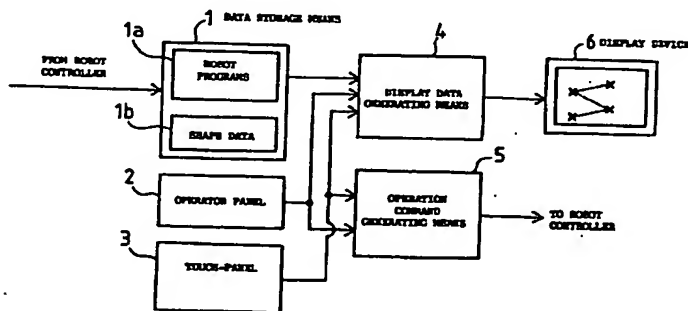 1 DATA STORAGE MEANS
1a
ROBOT
PROGRAMS
1b
SHAPE DATA
FROM ROBOT
CONTROLLER
2
OPERATOR PANEL
3
TOUCH-PANEL
4
DISPLAY DATA
GENERATING MEANS
5
OPERATION
COMMAND
GENERATING MEANS
6 DISPLAY DEVICE
TO ROBOT
CONTROLLER